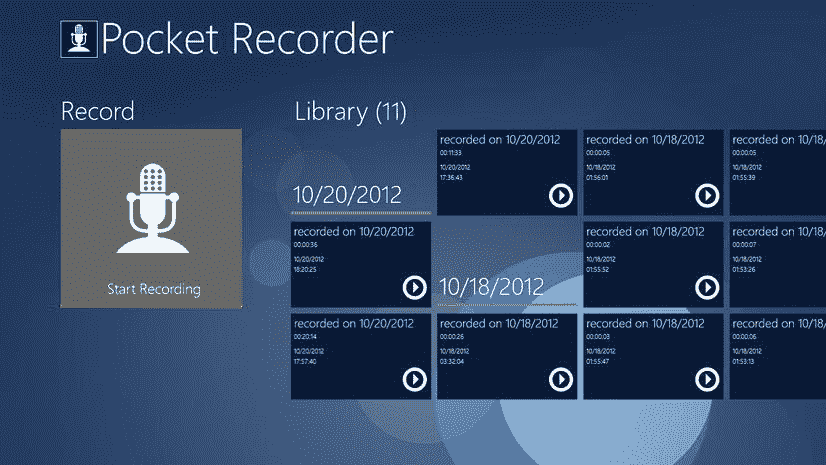 Pocket Recorder
Record
Start Recording
Library (11)
10/20/2012
recorded on 10/20/2012
00:00:36
10/20/2012
18:20:25
recorded on 10/20/2012
00:20:14
10/20/2012
17:57:40
recorded on 10/20/2012
00:11:33
10/20/2012
17:36:43
10/18/2012
recorded on 10/18/2012
00:00:26
10/18/2012
03:32:04
recorded on 10/18/2012
00:00:05
10/18/2012
01:56:01
recorded on 10/18/2012
00:00:02
10/18/2012
01:55:52
recorded on 10/18/2012
00:00:03
10/18/2012
01:55:47
recorded on 10/18/
00:00:05
10/18/2012
01:55:39
recorded on 10/18/
00:00:07
10/18/2012
01:53:26
recorded on 10/18/
00:00:06
10/18/2012
01:53:13